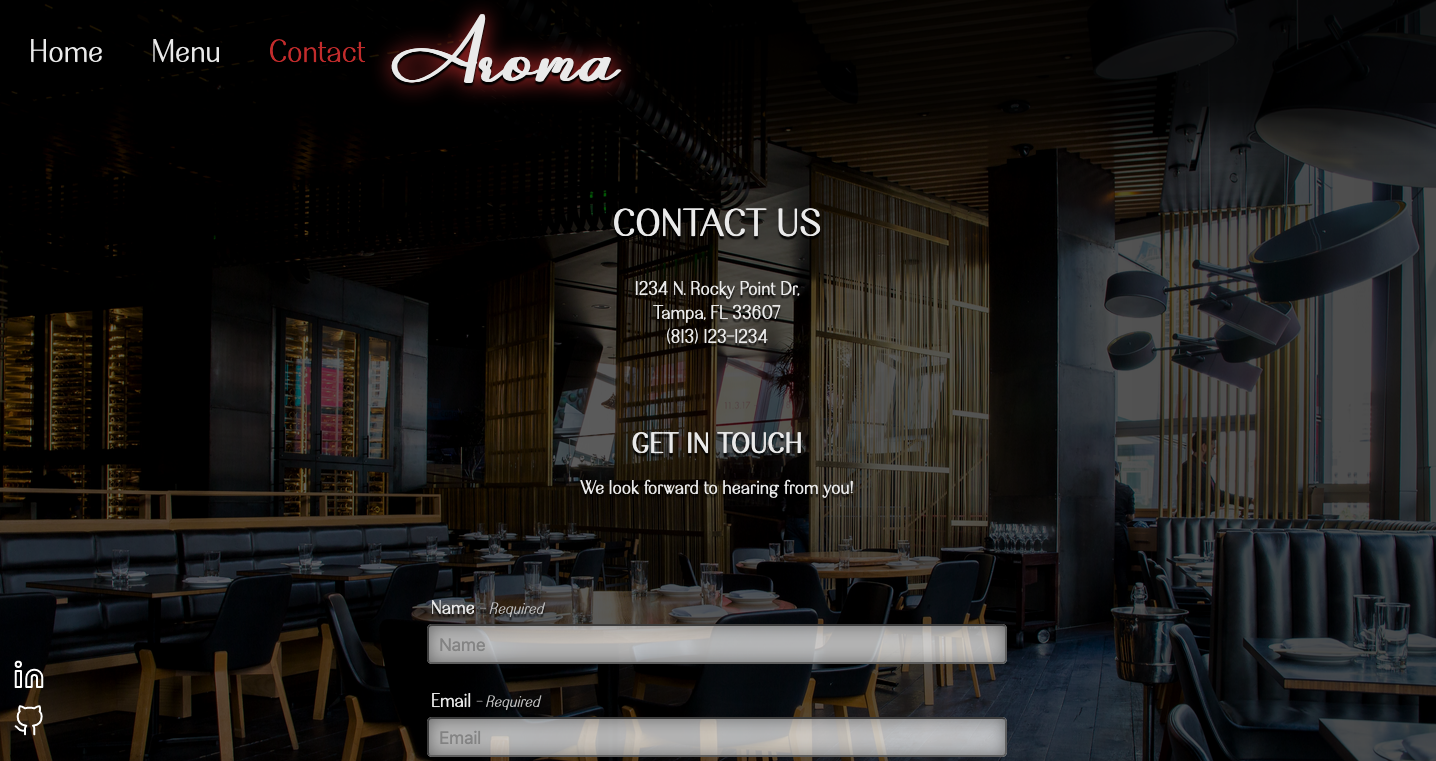 Home Menu Contact Aroma
CONTACT US
1234 N. Rocky Point Dr,
Tampa, FL 33607
(813) 123-1234
GET IN TOUCH
We look forward to hearing from you!
Name - Required
Name
Email - Required
Email
in